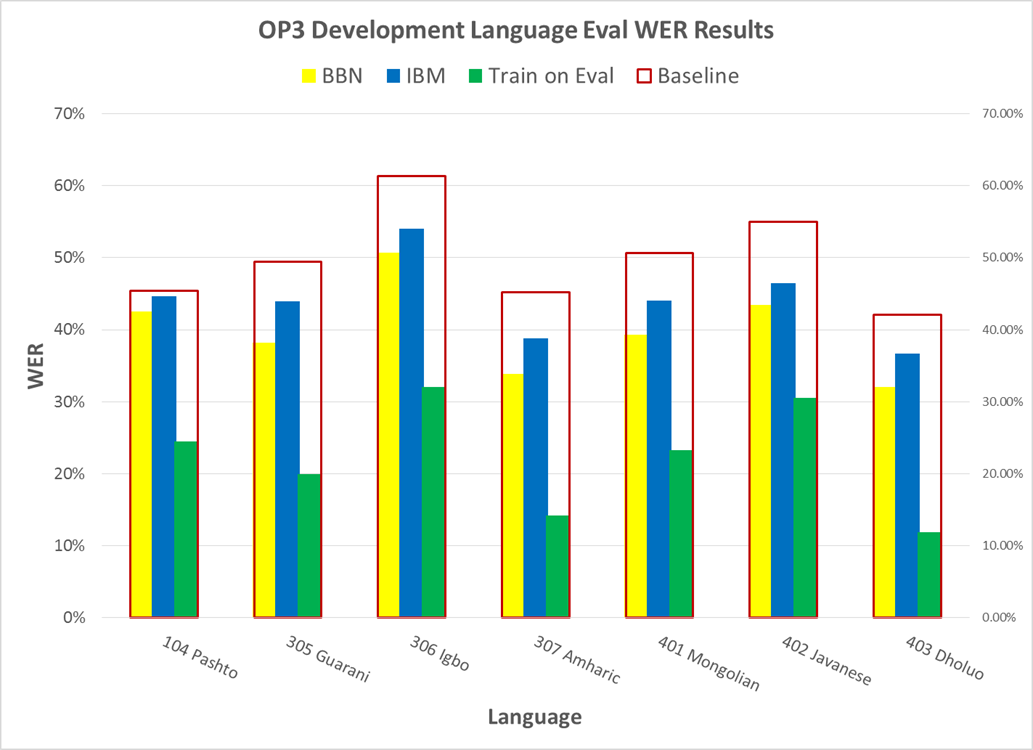 OP3 Development Language Eval WER Results
BBN IBM Train on Eval Baseline
70% 70.00%
60% 60.00%
50% 50.00%
40% 40.00%
30% 30.00%
20% 20.00%
10% 10.00%
0% 0.00%
WER
104 Pashto 305 Guarani 306 Igbo 307 Amharic 401 Mongolian 402 Javanese 403 Dholuo
Language